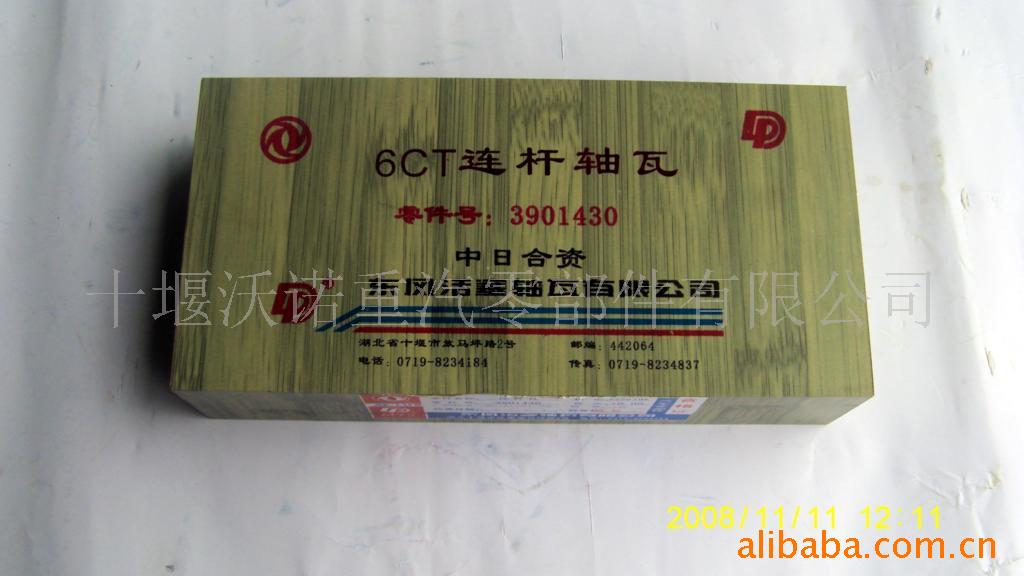 6CT连杆轴瓦
零件号：3901430
中日合资
东风活塞轴瓦有限公司
十堰沃诺重汽零部件有限公司
湖北省十堰市放马坪路2号 邮编：442064
电话：0719-8234184 传真：0719-8234837
2008/11/11 12:11
alibaba.com.cn